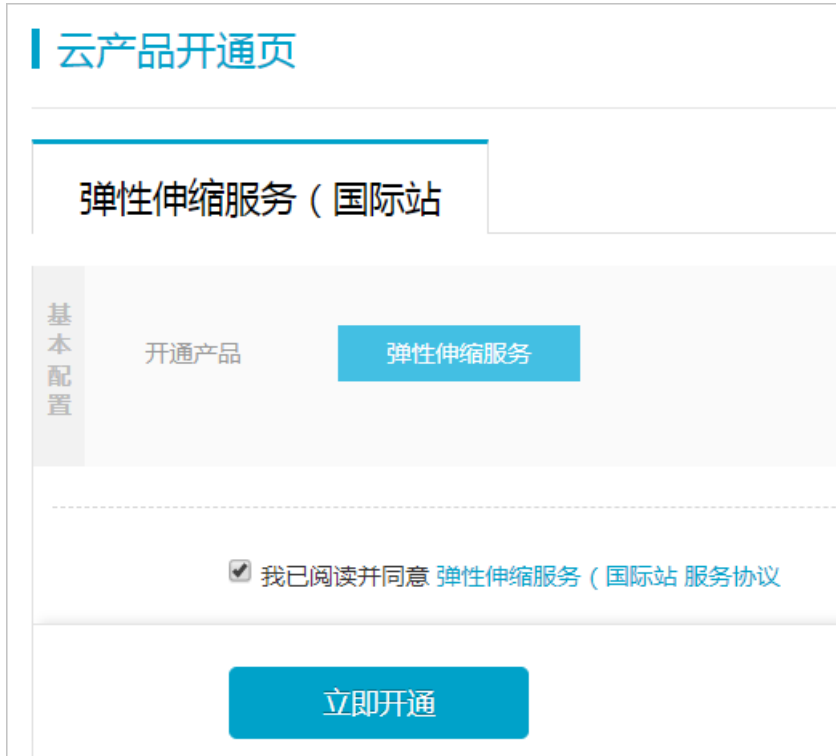 云产品开通页
弹性伸缩服务（国际站
基本配置
开通产品
弹性伸缩服务
我已阅读并同意 弹性伸缩服务（国际站 服务协议
立即开通